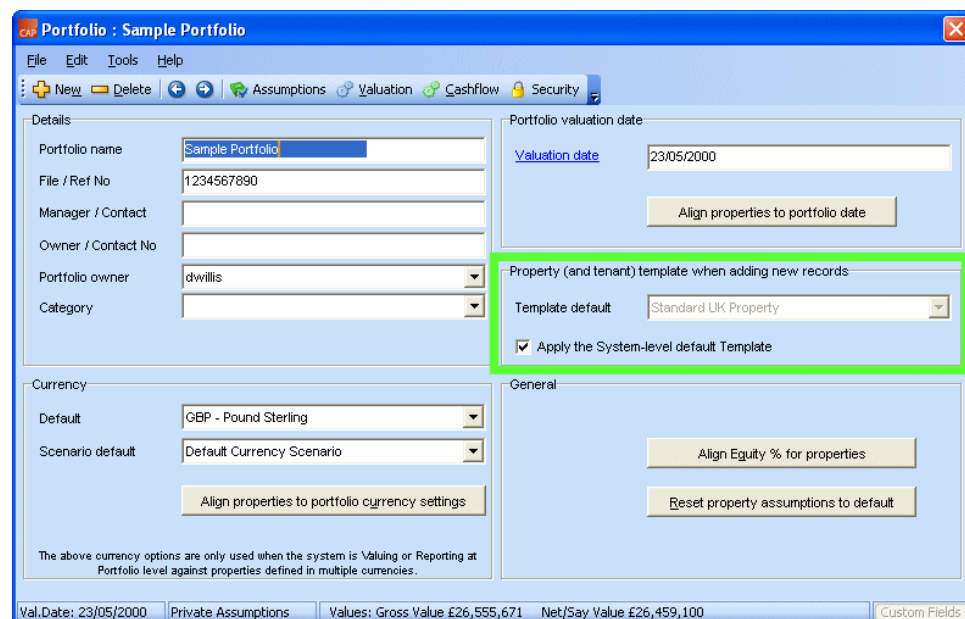 CAP Portfolio : Sample Portfolio
File Edit Tools Help
New Delete Assumptions Valuation Cashflow Security
Details
Portfolio name Sample Portfolio
File / Ref No 1234567890
Manager / Contact
Owner / Contact No
Portfolio owner dwillis
Category
Portfolio valuation date
Valuation date 23/05/2000
Align properties to portfolio date
Property (and tenant) template when adding new records
Template default Standard UK Property
Apply the System-level default Template
Currency
Default GBP - Pound Sterling
Scenario default Default Currency Scenario
Align properties to portfolio currency settings
The above currency options are only used when the system is Valuing or Reporting at
Portfolio level against properties defined in multiple currencies.
General
Align Equity % for properties
Reset property assumptions to default
Val.Date: 23/05/2000 Private Assumptions Values: Gross Value £26,555,671 Net/Say Value £26,459,100 Custom Fields